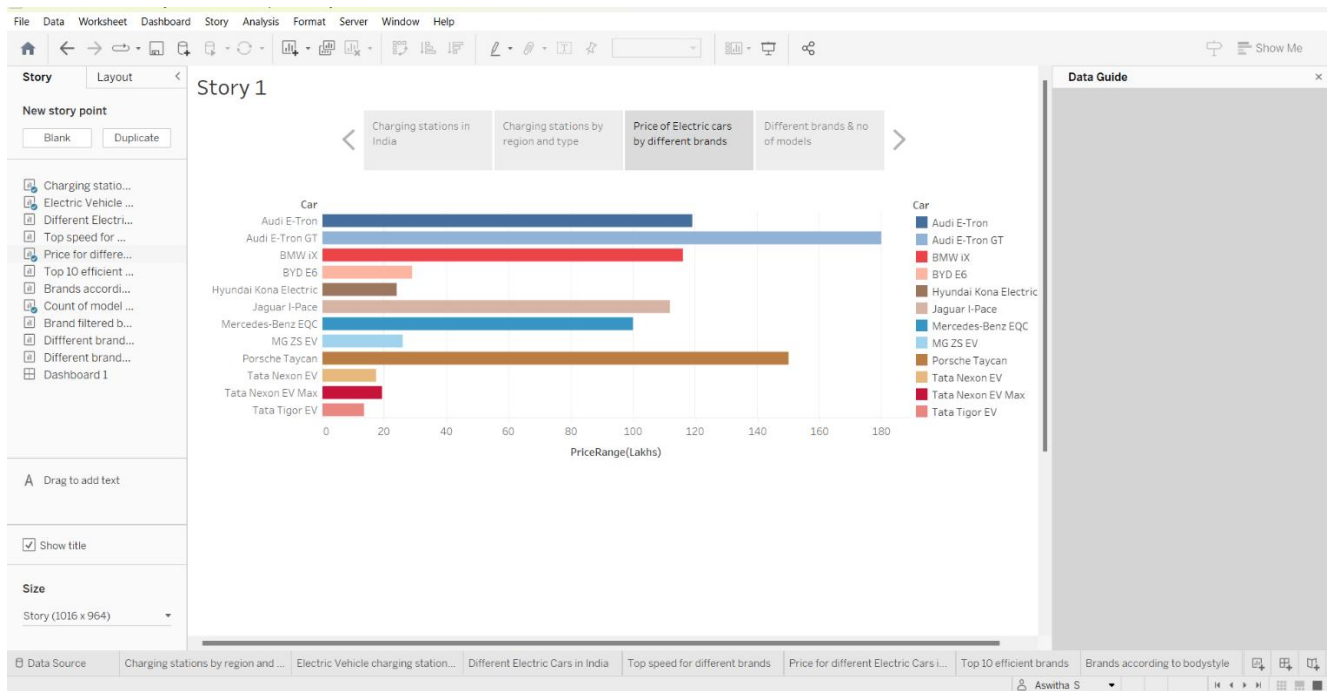 File Data Worksheet Dashboard Story Analysis Format Server Window Help
Show Me
Story Layout
New story point
Blank Duplicate
Charging statio...
Electric Vehicle ...
Different Electri...
Top speed for ...
Price for differe...
Top 10 efficient ...
Brands accordi...
Count of model ...
Brand filtered b...
Diffferent brand...
Different brand...
Dashboard 1
A Drag to add text
Show title
Size
Story (1016 x 964)
Story 1
Charging stations in
India
Charging stations by
region and type
Price of Electric cars
by different brands
Different brands & no
of models
Car
Audi E-Tron
Audi E-Tron GT
BMW iX
BYD E6
Hyundai Kona Electric
Jaguar I-Pace
Mercedes-Benz EQC
MG ZS EV
Porsche Taycan
Tata Nexon EV
Tata Nexon EV Max
Tata Tigor EV
0 20 40 60 80 100 120 140 160 180
PriceRange(Lakhs)
Car
Audi E-Tron
Audi E-Tron GT
BMW iX
BYD E6
Hyundai Kona Electric
Jaguar I-Pace
Mercedes-Benz EQC
MG ZS EV
Porsche Taycan
Tata Nexon EV
Tata Nexon EV Max
Tata Tigor EV
Data Guide
Data Source Charging stations by region and ... Electric Vehicle charging station... Different Electric Cars in India Top speed for different brands Price for different Electric Cars i... Top 10 efficient brands Brands according to bodystyle
Aswitha S